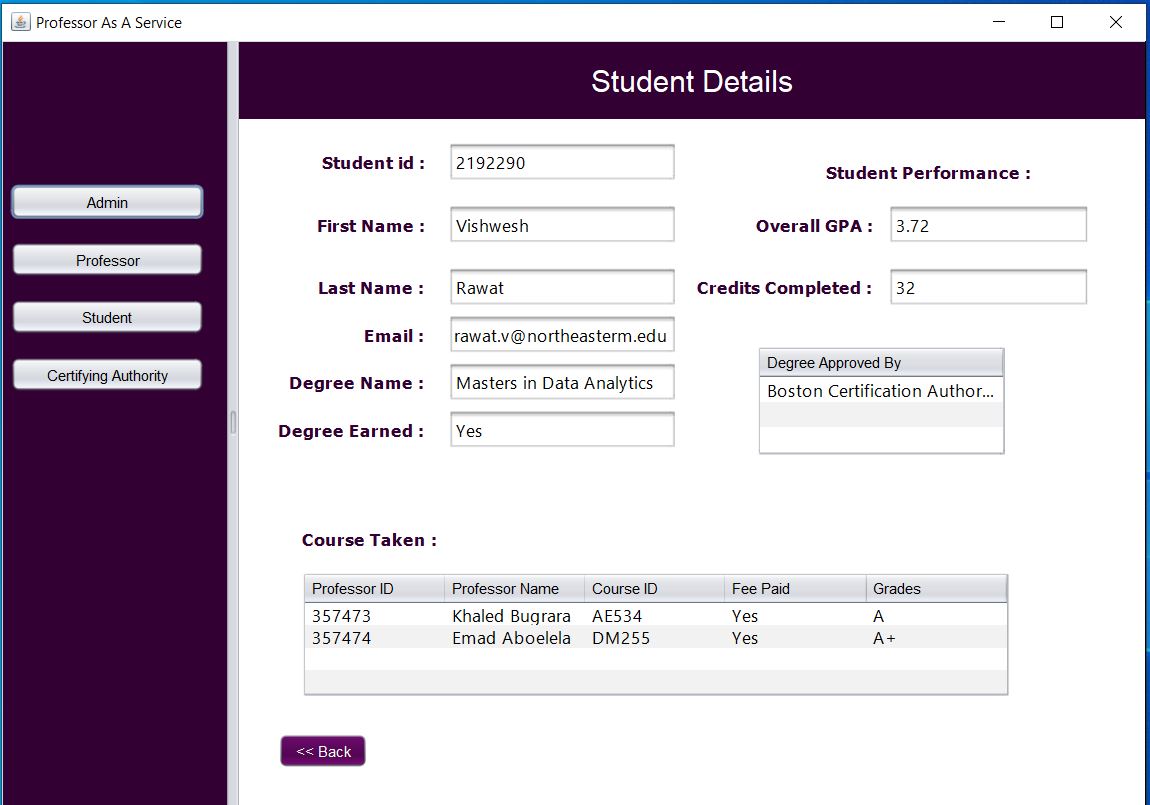 Professor As A Service
Student Details
Admin
Professor
Student
Certifying Authority
Student id : 2192290
First Name : Vishwesh
Last Name : Rawat
Email : rawat.v@northeasterm.edu
Degree Name : Masters in Data Analytics
Degree Earned : Yes
Student Performance :
Overall GPA : 3.72
Credits Completed : 32
Degree Approved By
Boston Certification Author...
Course Taken :
Professor ID Professor Name Course ID Fee Paid Grades
357473 Khaled Bugrara AE534 Yes A
357474 Emad Aboelela DM255 Yes A+
<< Back